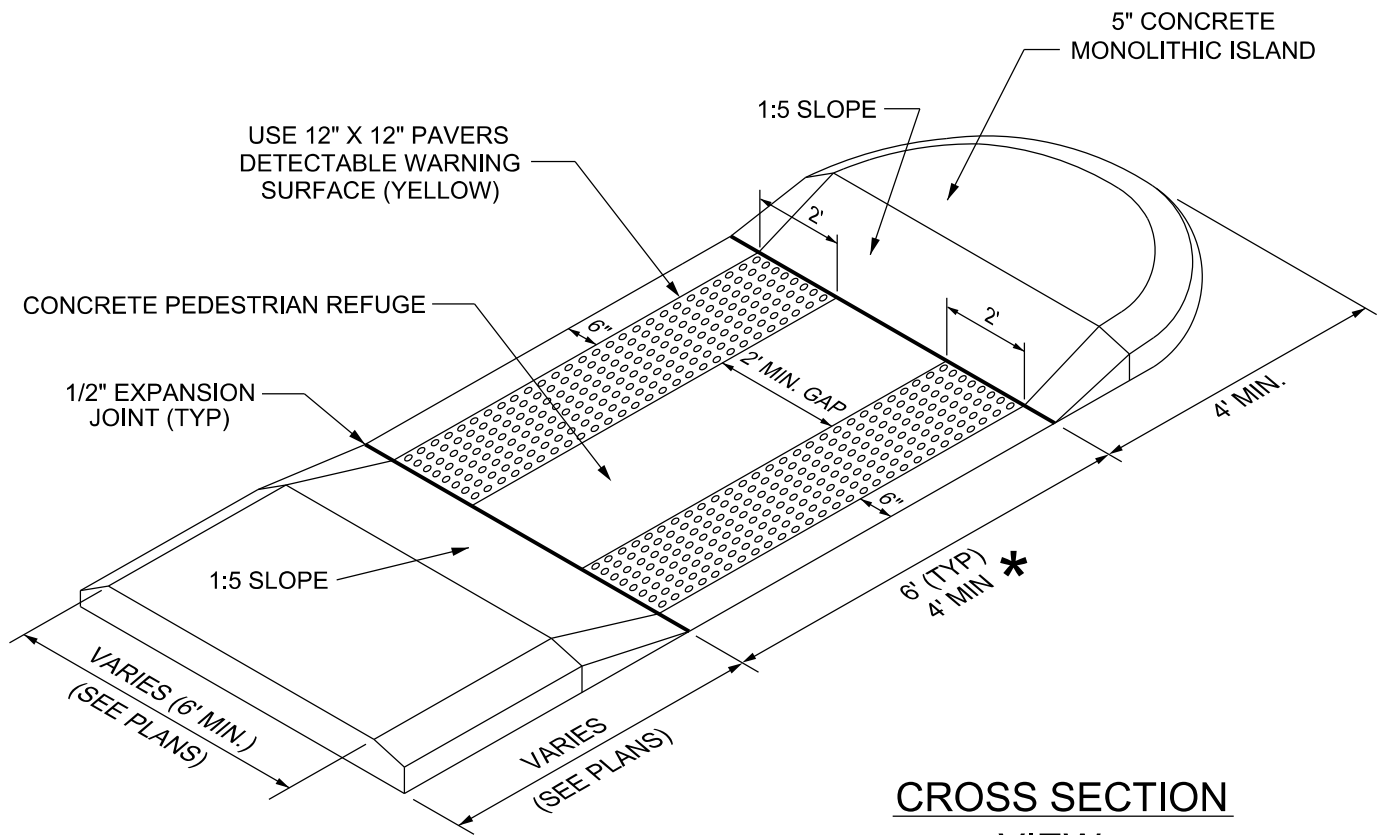 5" CONCRETE
MONOLITHIC ISLAND
1:5 SLOPE
USE 12" X 12" PAVERS
DETECTABLE WARNING
SURFACE (YELLOW)
2'
CONCRETE PEDESTRIAN REFUGE
6"
2'
2' MIN. GAP
1/2" EXPANSION
JOINT (TYP)
4' MIN.
6"
1:5 SLOPE
6' (TYP)
4' MIN *
VARIES (6' MIN.)
(SEE PLANS)
VARIES
(SEE PLANS)
CROSS SECTION
VIEW